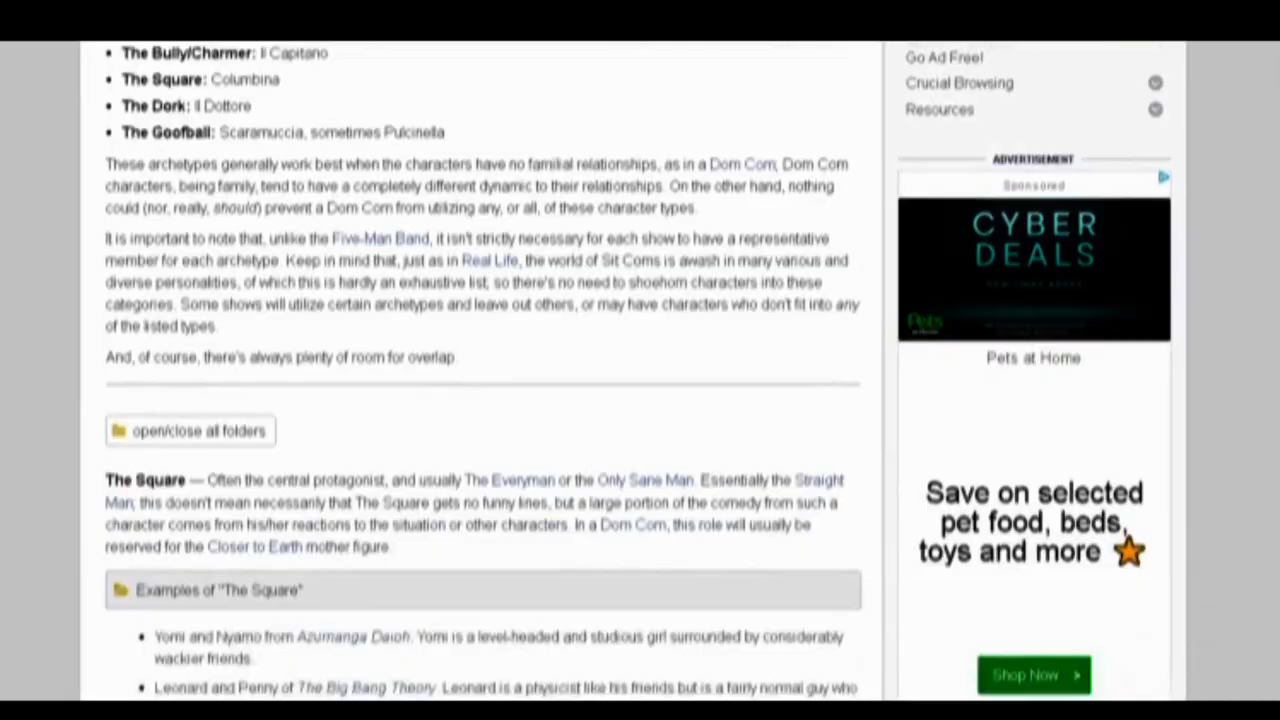 The Bully/Charmer: Il Capitano
The Square: Columbina
The Dork: Il Dottore
The Goofball: Scaramuccia, sometimes Pulcinella
These archetypes generally work best when the characters have no familial relationships, as in a Dom Com; Dom Com
characters, being family, tend to have a completely different dynamic to their relationships. On the other hand, nothing
could (nor, really, should) prevent a Dom Com from utilizing any, or all, of these character types.
It is important to note that, unlike the Five-Man Band, it isn't strictly necessary for each show to have a representative
member for each archetype. Keep in mind that, just as in Real Life, the world of Sit Coms is awash in many various and
diverse personalities, of which this is hardly an exhaustive list, so there's no need to shoehorn characters into these
categories. Some shows will utilize certain archetypes and leave out others, or may have characters who don't fit into any
of the listed types.
And, of course, there's always plenty of room for overlap.
open/close all folders
The Square — Often the central protagonist, and usually The Everyman or the Only Sane Man. Essentially the Straight
Man; this doesn't mean necessarily that The Square gets no funny lines, but a large portion of the comedy from such a
character comes from his/her reactions to the situation or other characters. In a Dom Com, this role will usually be
reserved for the Closer to Earth mother figure.
Examples of "The Square"
Yomi and Nyamo from Azumanga Daioh. Yomi is a level-headed and studious girl surrounded by considerably
wackier friends.
Leonard and Penny of The Big Bang Theory. Leonard is a physicist like his friends but is a fairly normal guy who
Go Ad Free!
Crucial Browsing
Resources
ADVERTISEMENT
Sponsored
CYBER
DEALS
Pets
Pets at Home
Save on selected
pet food, beds,
toys and more
Shop Now >